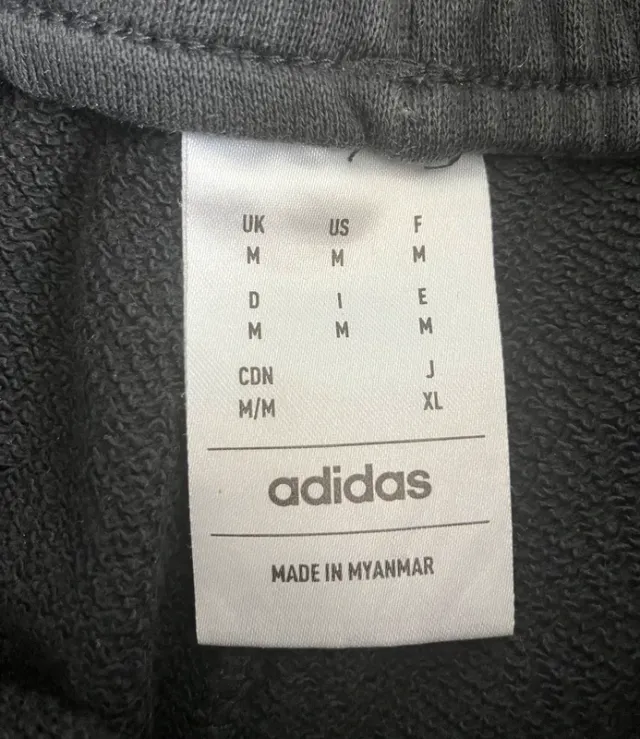 UK US F
M M M
D I E
M M M
CDN J
M/M XL
adidas
MADE IN MYANMAR